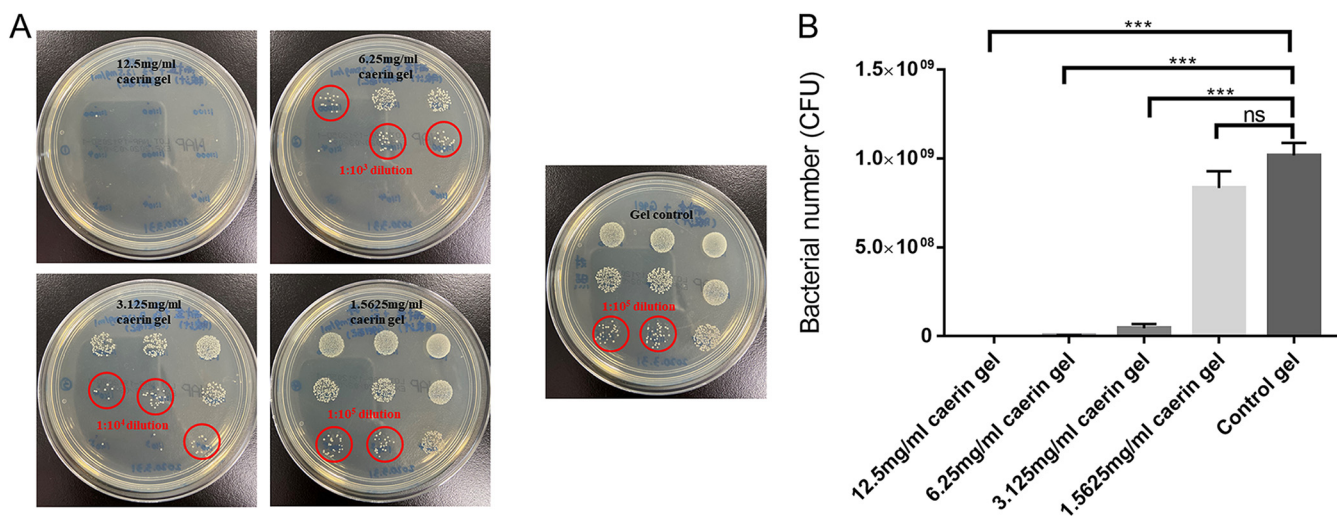 A
12.5mg/ml
caerin gel
6.25mg/ml
caerin gel
1:10³ dilution
3.125mg/ml
caerin gel
1:10⁴ dilution
1.5625mg/ml
caerin gel
1:10⁵ dilution
Gel control
1:10⁵ dilution
2020.3.31
B
Bacterial number (CFU)
1.5×10⁰⁹
1.0×10⁰⁹
5.0×10⁰⁸
0
***
***
***
ns
12.5mg/ml caerin gel
6.25mg/ml caerin gel
3.125mg/ml caerin gel
1.5625mg/ml caerin gel
Control gel